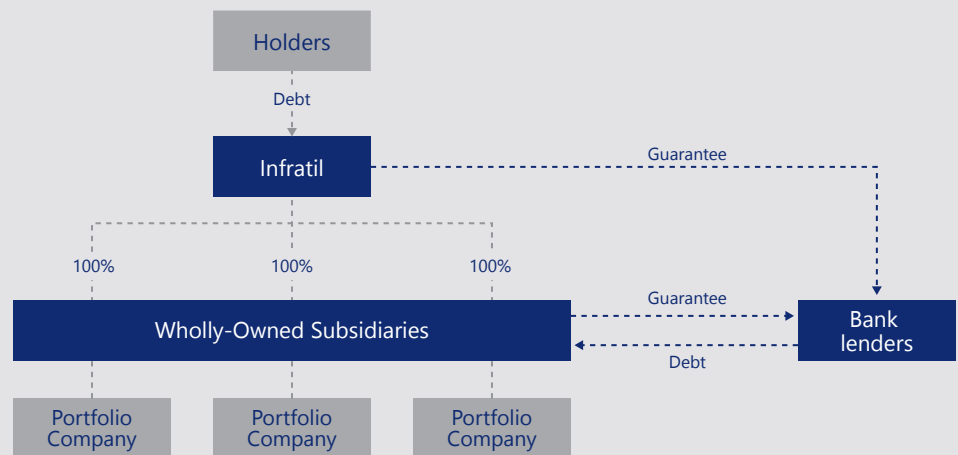 Holders
Debt
Infratil
Guarantee
100%
100%
100%
Wholly-Owned Subsidiaries
Guarantee
Debt
Bank
lenders
Portfolio
Company
Portfolio
Company
Portfolio
Company